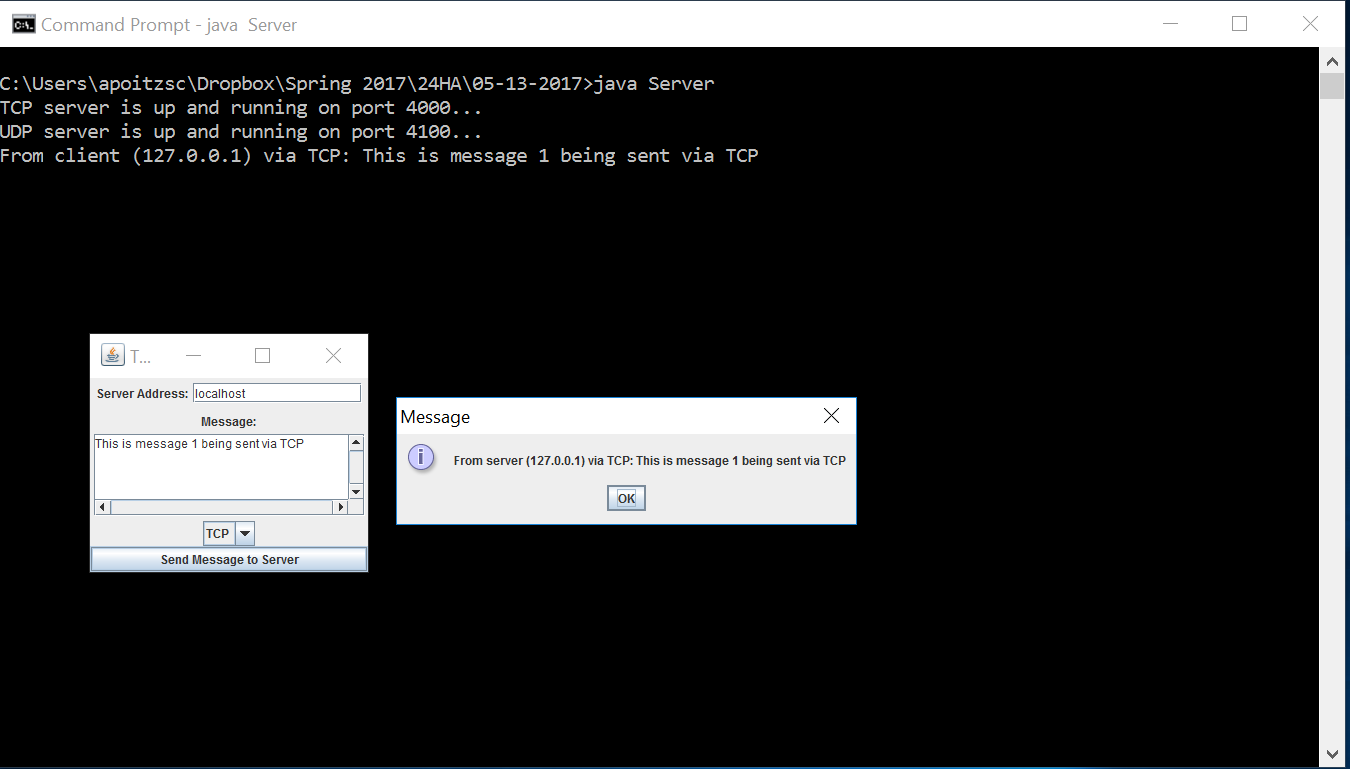 Command Prompt - java  Server
C:\Users\apoitzsc\Dropbox\Spring 2017\24HA\05-13-2017>java Server
TCP server is up and running on port 4000...
UDP server is up and running on port 4100...
From client (127.0.0.1) via TCP: This is message 1 being sent via TCP
T...
Server Address: localhost
Message:
This is message 1 being sent via TCP
TCP
Send Message to Server
Message
From server (127.0.0.1) via TCP: This is message 1 being sent via TCP
OK